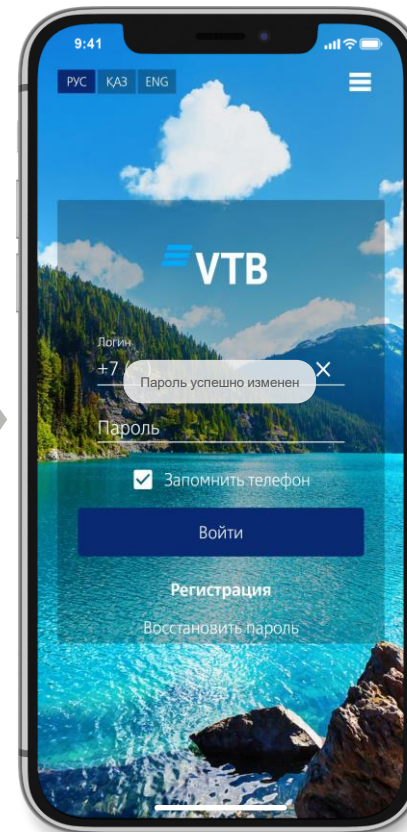 9:41
РУС ҚАЗ ENG
VTB
Логин
+7
Пароль успешно изменен
Пароль
Запомнить телефон
Войти
Регистрация
Восстановить пароль